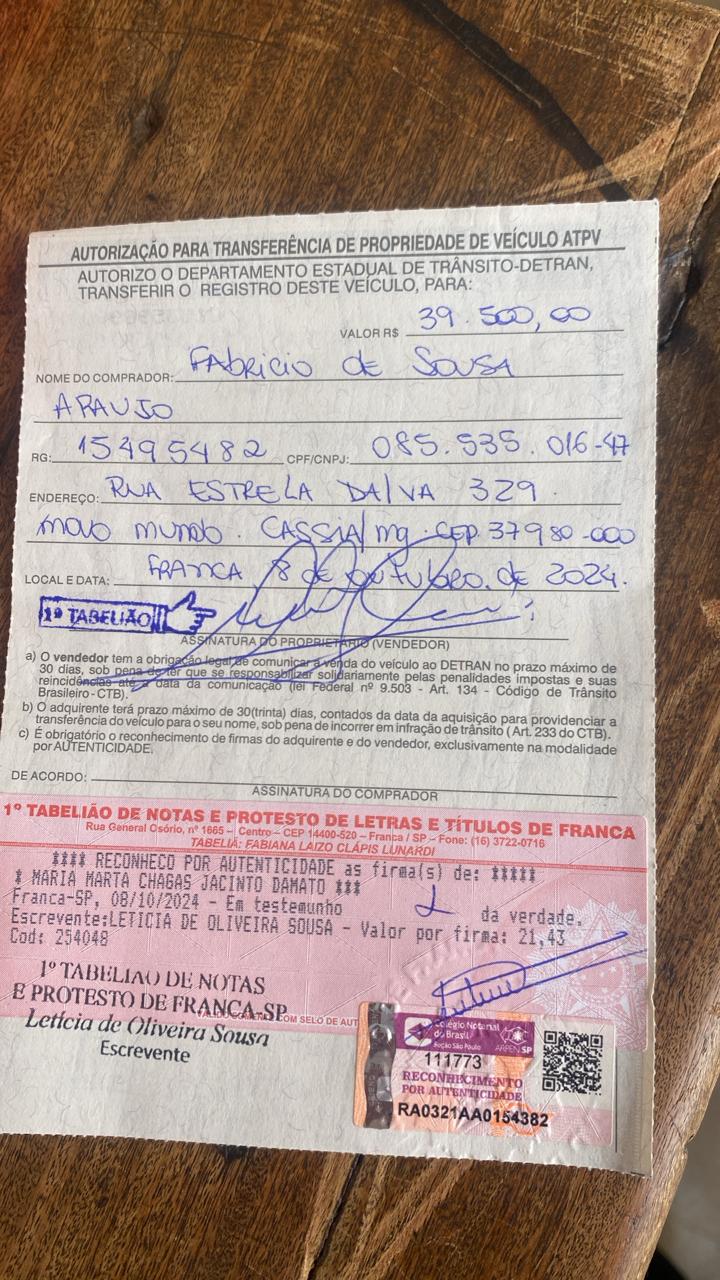 AUTORIZAÇÃO PARA TRANSFERÊNCIA DE PROPRIEDADE DE VEÍCULO ATPV
AUTORIZO O DEPARTAMENTO ESTADUAL DE TRÂNSITO-DETRAN,
TRANSFERIR O REGISTRO DESTE VEÍCULO, PARA:
VALOR R$ 39.500,00
NOME DO COMPRADOR: FAbricio de Sousa
ARAUJO
RG: 15495482 CPF/CNPJ: 085.535.016-47
ENDEREÇO: RUA ESTRELA DALVA 329.
NOVO MUNDO. CASSIA/MG. CEP 37980-000
LOCAL E DATA: FRANCA, 8 DE OUTUBRO. DE 2024.
1º TABELIÃO
ASSINATURA DO PROPRIETÁRIO (VENDEDOR)
a) O vendedor tem a obrigação legal de comunicar a venda do veículo ao DETRAN no prazo máximo de
30 dias, sob pena de ter que se responsabilizar solidariamente pelas penalidades impostas e suas
reincidências até a data da comunicação (lei Federal nº 9.503 - Art. 134 - Código de Trânsito
Brasileiro - CTB).
b) O adquirente terá prazo máximo de 30(trinta) dias, contados da data da aquisição para providenciar a
transferência do veículo para o seu nome, sob pena de incorrer em infração de trânsito (Art. 233 do CTB).
c) É obrigatório o reconhecimento de firmas do adquirente e do vendedor, exclusivamente na modalidade
por AUTENTICIDADE.
DE ACORDO:
ASSINATURA DO COMPRADOR
1º TABELIÃO DE NOTAS E PROTESTO DE LETRAS E TÍTULOS DE FRANCA
Rua General Osório, nº 1665 – Centro – CEP 14400-520 – Franca / SP – Fone: (16) 3722-0716
TABELIÃ: FABIANA LAIZO CLÁPIS LUNARDI
**** RECONHECO POR AUTENTICIDADE as firma(s) de: *****
* MARIA MARTA CHAGAS JACINTO DAMATO ***
Franca-SP, 08/10/2024 - Em testemunho da verdade.
Escrevente:LETICIA DE OLIVEIRA SOUSA - Valor por firma: 21,43
Cod: 254048
1º TABELIÃO DE NOTAS
E PROTESTO DE FRANCA-SP
COM SELO DE AUT
Letícia de Oliveira Sousa
Escrevente
Colégio Notarial
do Brasil
Seção São Paulo
ARPEN SP
111773
RECONHECIMENTO
POR AUTENTICIDADE
RA0321AA0154382